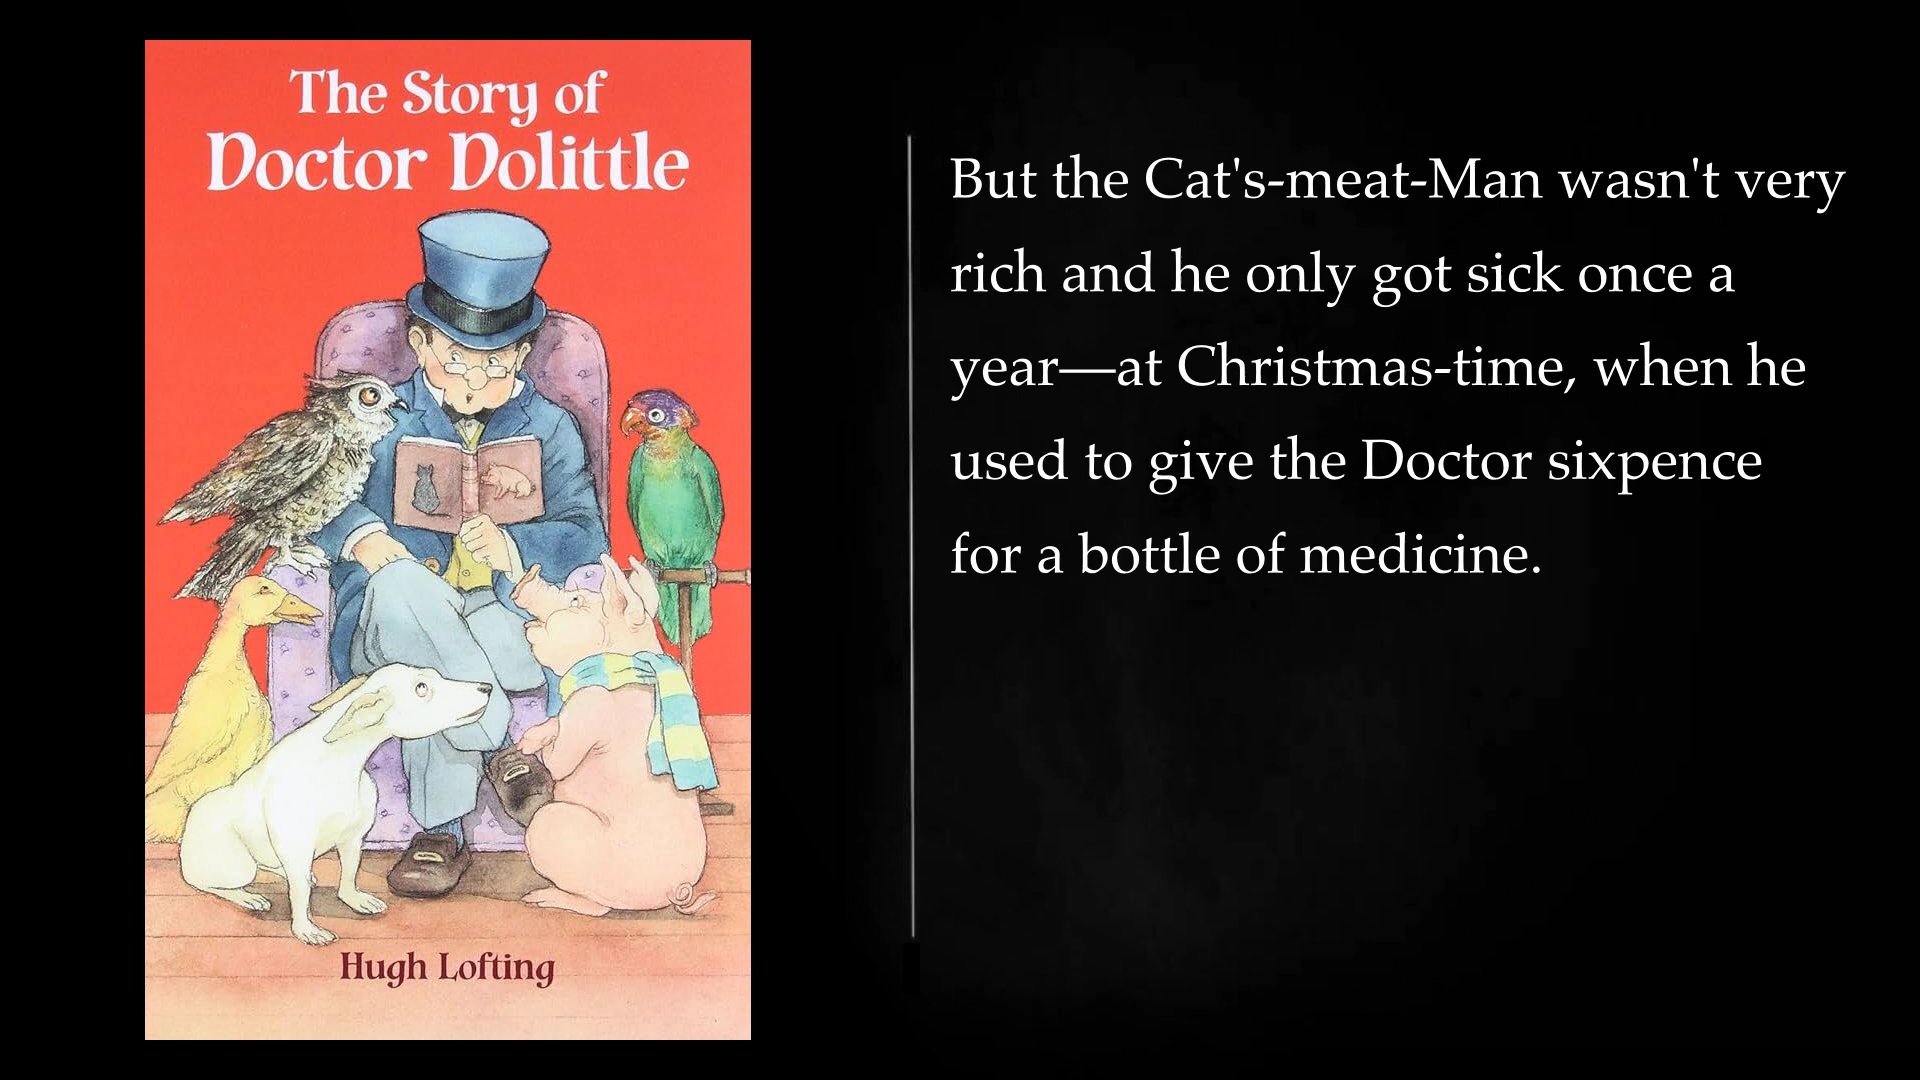 The Story of
Doctor Dolittle
Hugh Lofting
But the Cat's-meat-Man wasn't very
rich and he only got sick once a
year—at Christmas-time, when he
used to give the Doctor sixpence
for a bottle of medicine.